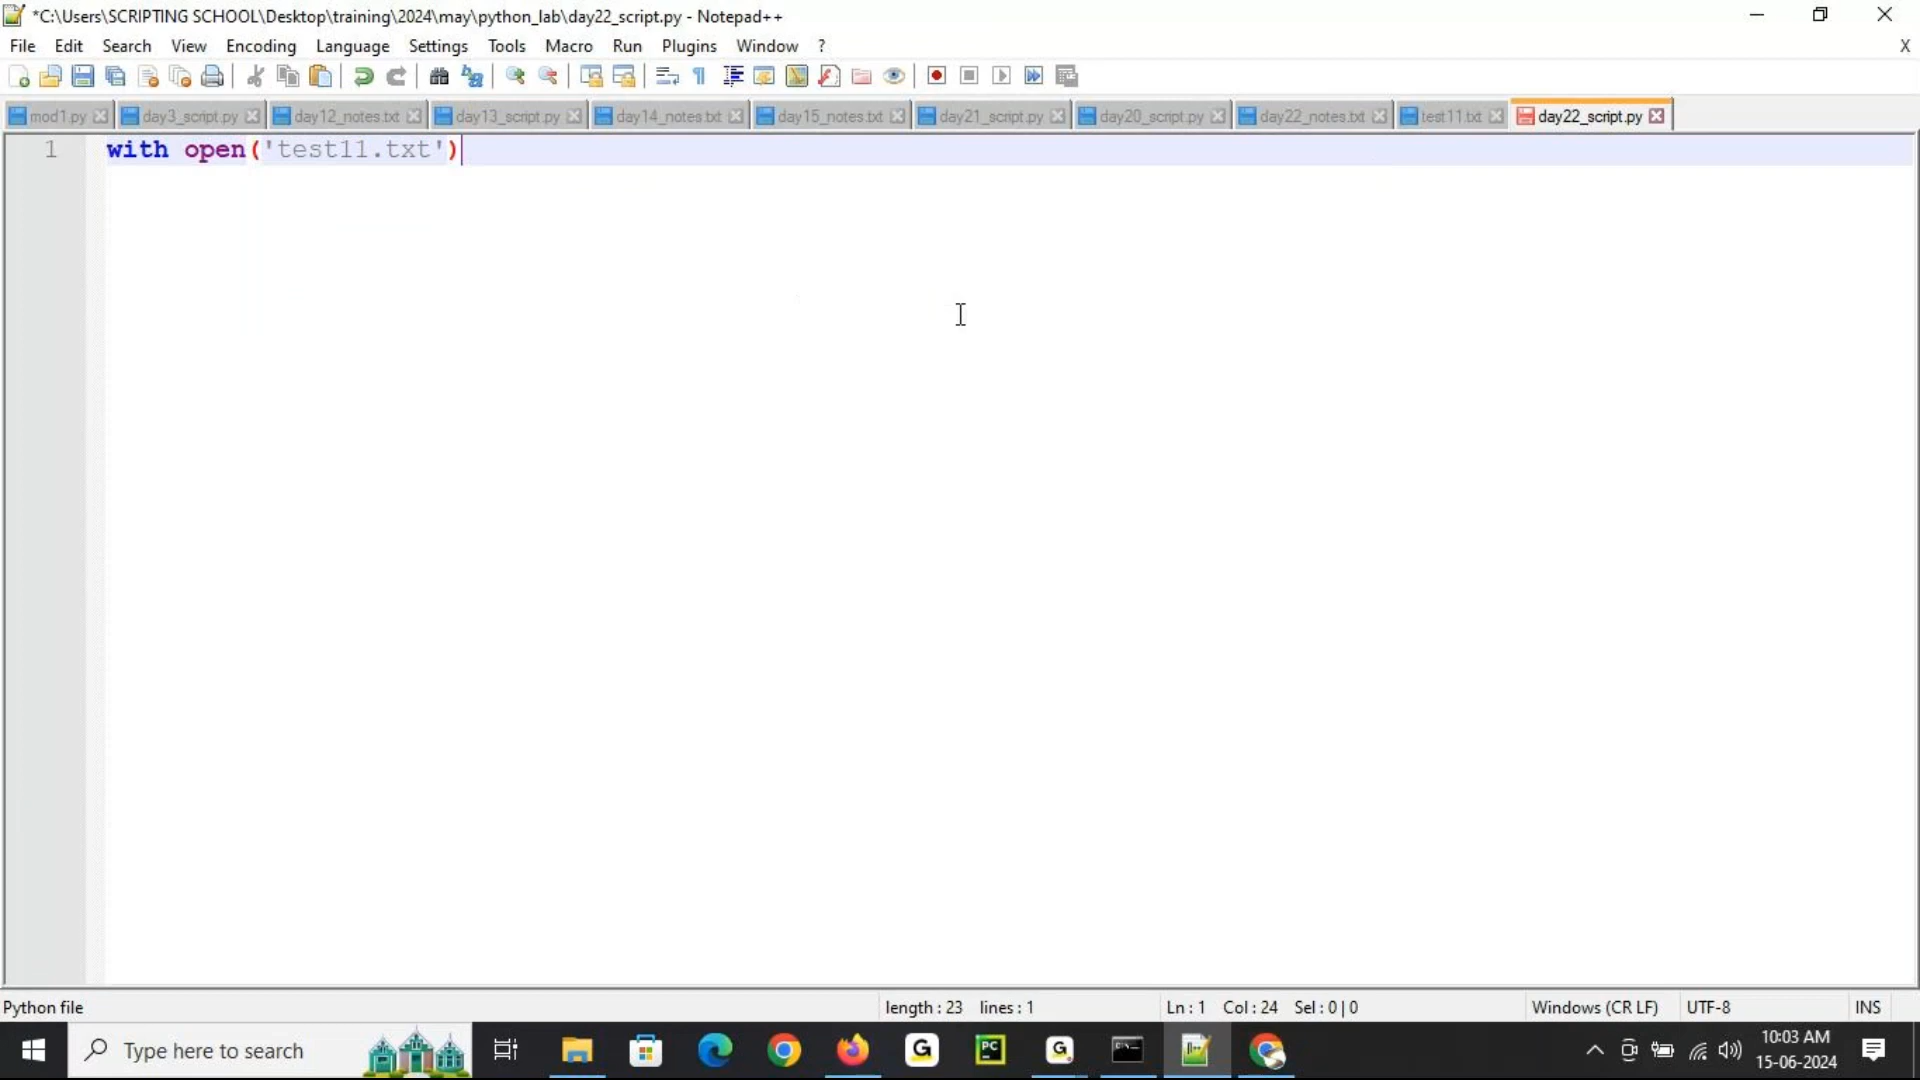 *C:\Users\SCRIPTING SCHOOL\Desktop\training\2024\may\python_lab\day22_script.py - Notepad++
File Edit Search View Encoding Language Settings Tools Macro Run Plugins Window ? X
mod1.py day3_script.py day12_notes.txt day13_script.py day14_notes.txt day15_notes.txt day21_script.py day20_script.py day22_notes.txt test11.txt day22_script.py
1 with open('test11.txt')
Python file length : 23 lines : 1 Ln : 1 Col : 24 Sel : 0 | 0 Windows (CR LF) UTF-8 INS
Type here to search
10:03 AM
15-06-2024